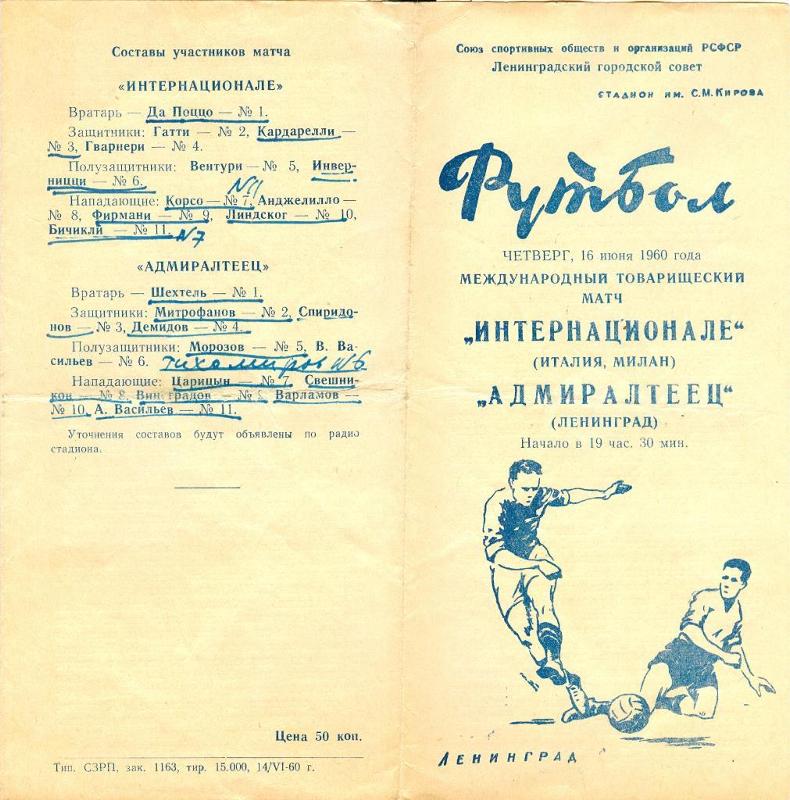 Составы участников матча
«ИНТЕРНАЦИОНАЛЕ»
Вратарь — Да Поццо — № 1.
Защитники: Гатти — № 2, Кардарелли —
№ 3, Гварнери — № 4.
Полузащитники: Вентури — № 5, Инвер-
ницци — № 6.
N11
Нападающие: Корсо — № 7, Анджелилло —
№ 8, Фирмани — № 9, Линдског — № 10,
Бичикли — № 11.
N7
«АДМИРАЛТЕЕЦ»
Вратарь — Шехтель — № 1.
Защитники: Митрофанов — № 2, Спиридо-
нов — № 3, Демидов — № 4.
Полузащитники: Морозов — № 5, В. Ва-
сильев — № 6. Тихомиров N6
Нападающие: Царицын — № 7, Свешни-
кон — № 8, Виноградов — № 9, Варламов —
№ 10, А. Васильев — № 11.
Уточнения составов будут объявлены по радио
стадиона.
Цена 50 коп.
Тип. СЗРП, зак. 1163, тир. 15.000, 14/VI-60 г.
Союз спортивных обществ и организаций РСФСР
Ленинградский городской совет
СТАДИОН ИМ. С.М.КИРОВА
Футбол
ЧЕТВЕРГ, 16 июня 1960 года
МЕЖДУНАРОДНЫЙ ТОВАРИЩЕСКИЙ
МАТЧ
„ИНТЕРНАЦИОНАЛЕ“
(ИТАЛИЯ, МИЛАН)
„АДМИРАЛТЕЕЦ“
(ЛЕНИНГРАД)
Начало в 19 час. 30 мин.
ЛЕНИНГРАД